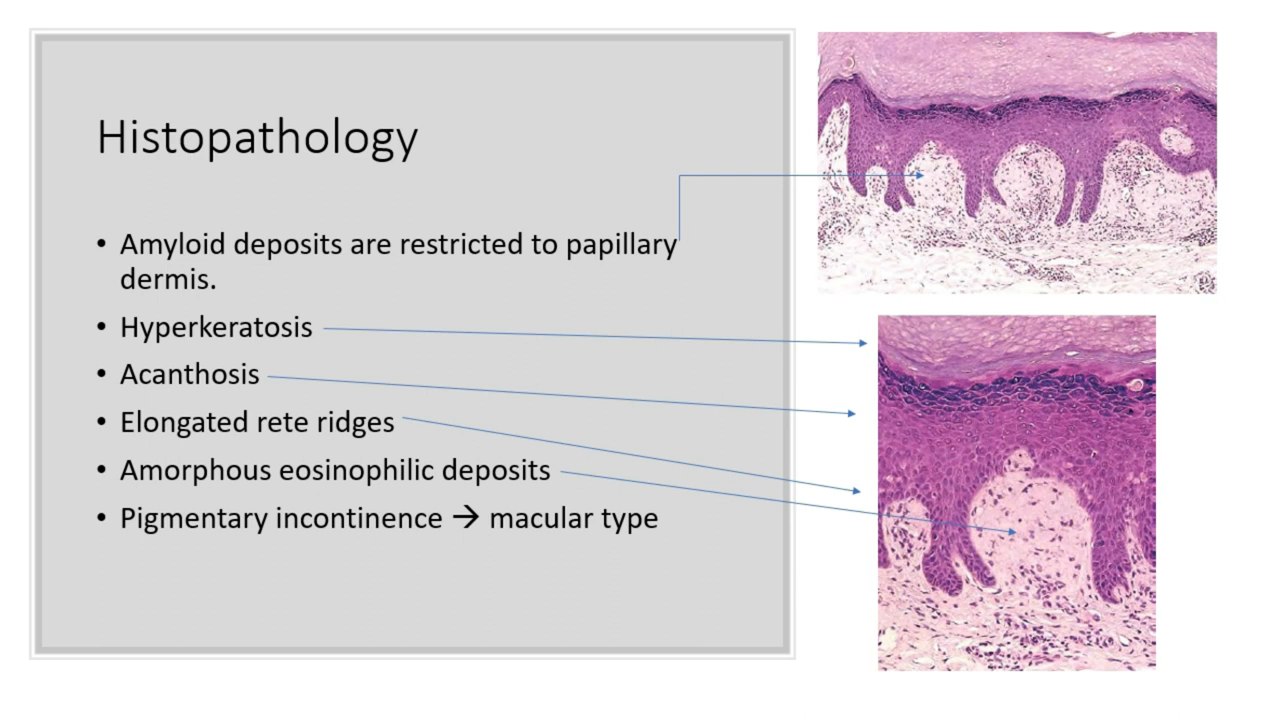 Histopathology
• Amyloid deposits are restricted to papillary
dermis.
• Hyperkeratosis
• Acanthosis
• Elongated rete ridges
• Amorphous eosinophilic deposits
• Pigmentary incontinence → macular type